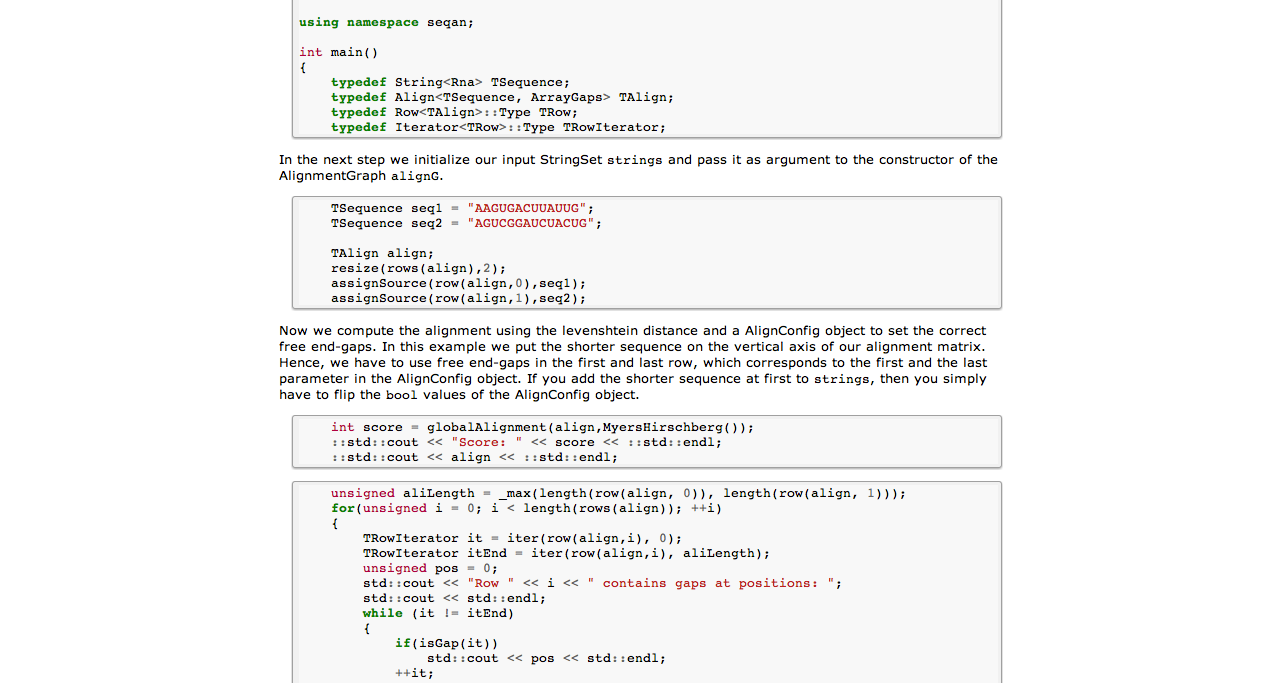 using namespace seqan;
int main()
{
typedef String<Rna> TSequence;
typedef Align<TSequence, ArrayGaps> TAlign;
typedef Row<TAlign>::Type TRow;
typedef Iterator<TRow>::Type TRowIterator;
In the next step we initialize our input StringSet strings and pass it as argument to the constructor of the
AlignmentGraph alignG.
TSequence seq1 = "AAGUGACUUAUUG";
TSequence seq2 = "AGUCGGAUCUACUG";
TAlign align;
resize(rows(align),2);
assignSource(row(align,0),seq1);
assignSource(row(align,1),seq2);
Now we compute the alignment using the levenshtein distance and a AlignConfig object to set the correct
free end-gaps. In this example we put the shorter sequence on the vertical axis of our alignment matrix.
Hence, we have to use free end-gaps in the first and last row, which corresponds to the first and the last
parameter in the AlignConfig object. If you add the shorter sequence at first to strings, then you simply
have to flip the bool values of the AlignConfig object.
int score = globalAlignment(align,MyersHirschberg());
::std::cout << "Score: " << score << ::std::endl;
::std::cout << align << ::std::endl;
unsigned aliLength = _max(length(row(align, 0)), length(row(align, 1)));
for(unsigned i = 0; i < length(rows(align)); ++i)
{
TRowIterator it = iter(row(align,i), 0);
TRowIterator itEnd = iter(row(align,i), aliLength);
unsigned pos = 0;
std::cout << "Row " << i << " contains gaps at positions: ";
std::cout << std::endl;
while (it != itEnd)
{
if(isGap(it))
std::cout << pos << std::endl;
++it;